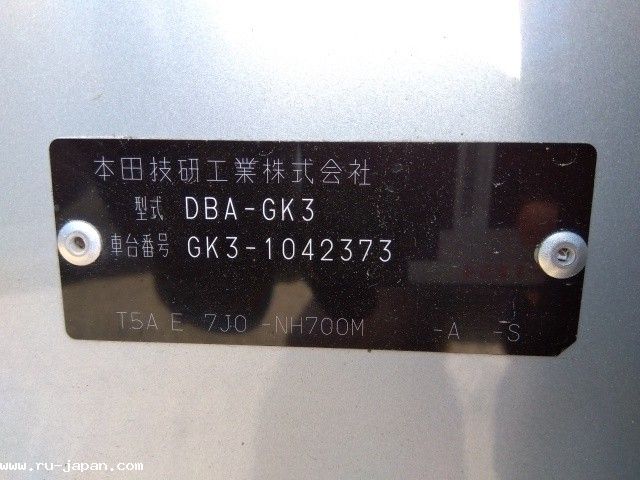 本田技研工業株式会社
型式 DBA-GK3
車台番号 GK3-1042373
T5A E 7J0 -NH700M -A -S
www.ru-japan.com